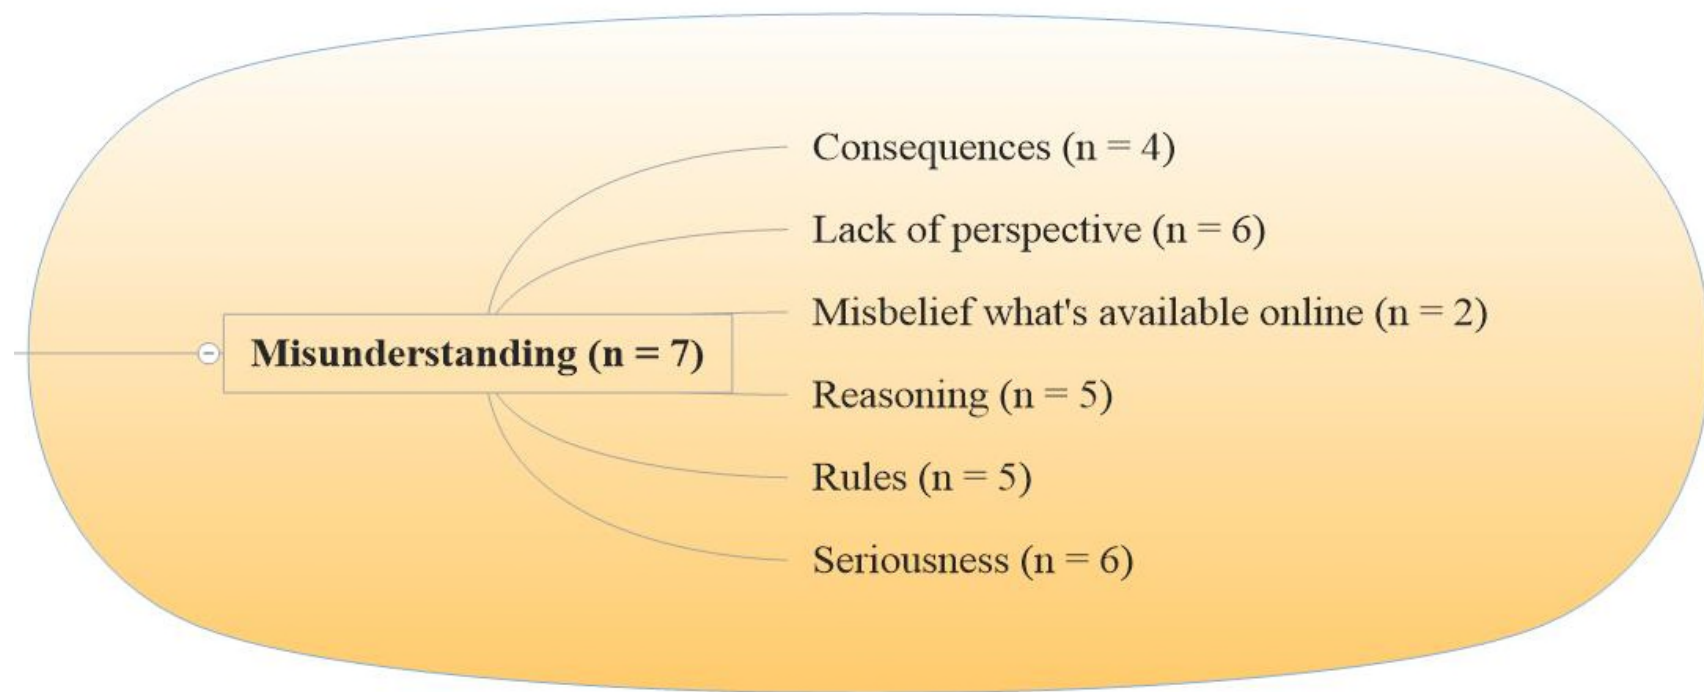 Consequences (n = 4)
Lack of perspective (n = 6)
Misbelief what's available online (n = 2)
Misunderstanding (n = 7)
Reasoning (n = 5)
Rules (n = 5)
Seriousness (n = 6)